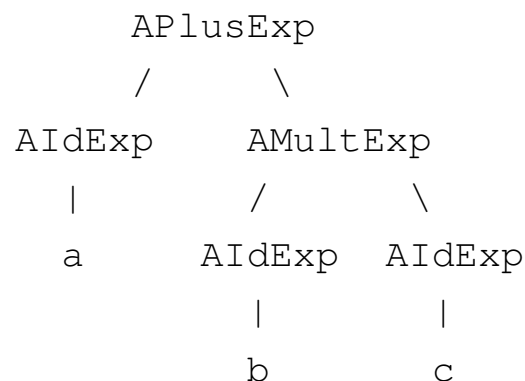 APlusExp
/ \
AIdExp AMultExp
| / \
a AIdExp AIdExp
| |
b c